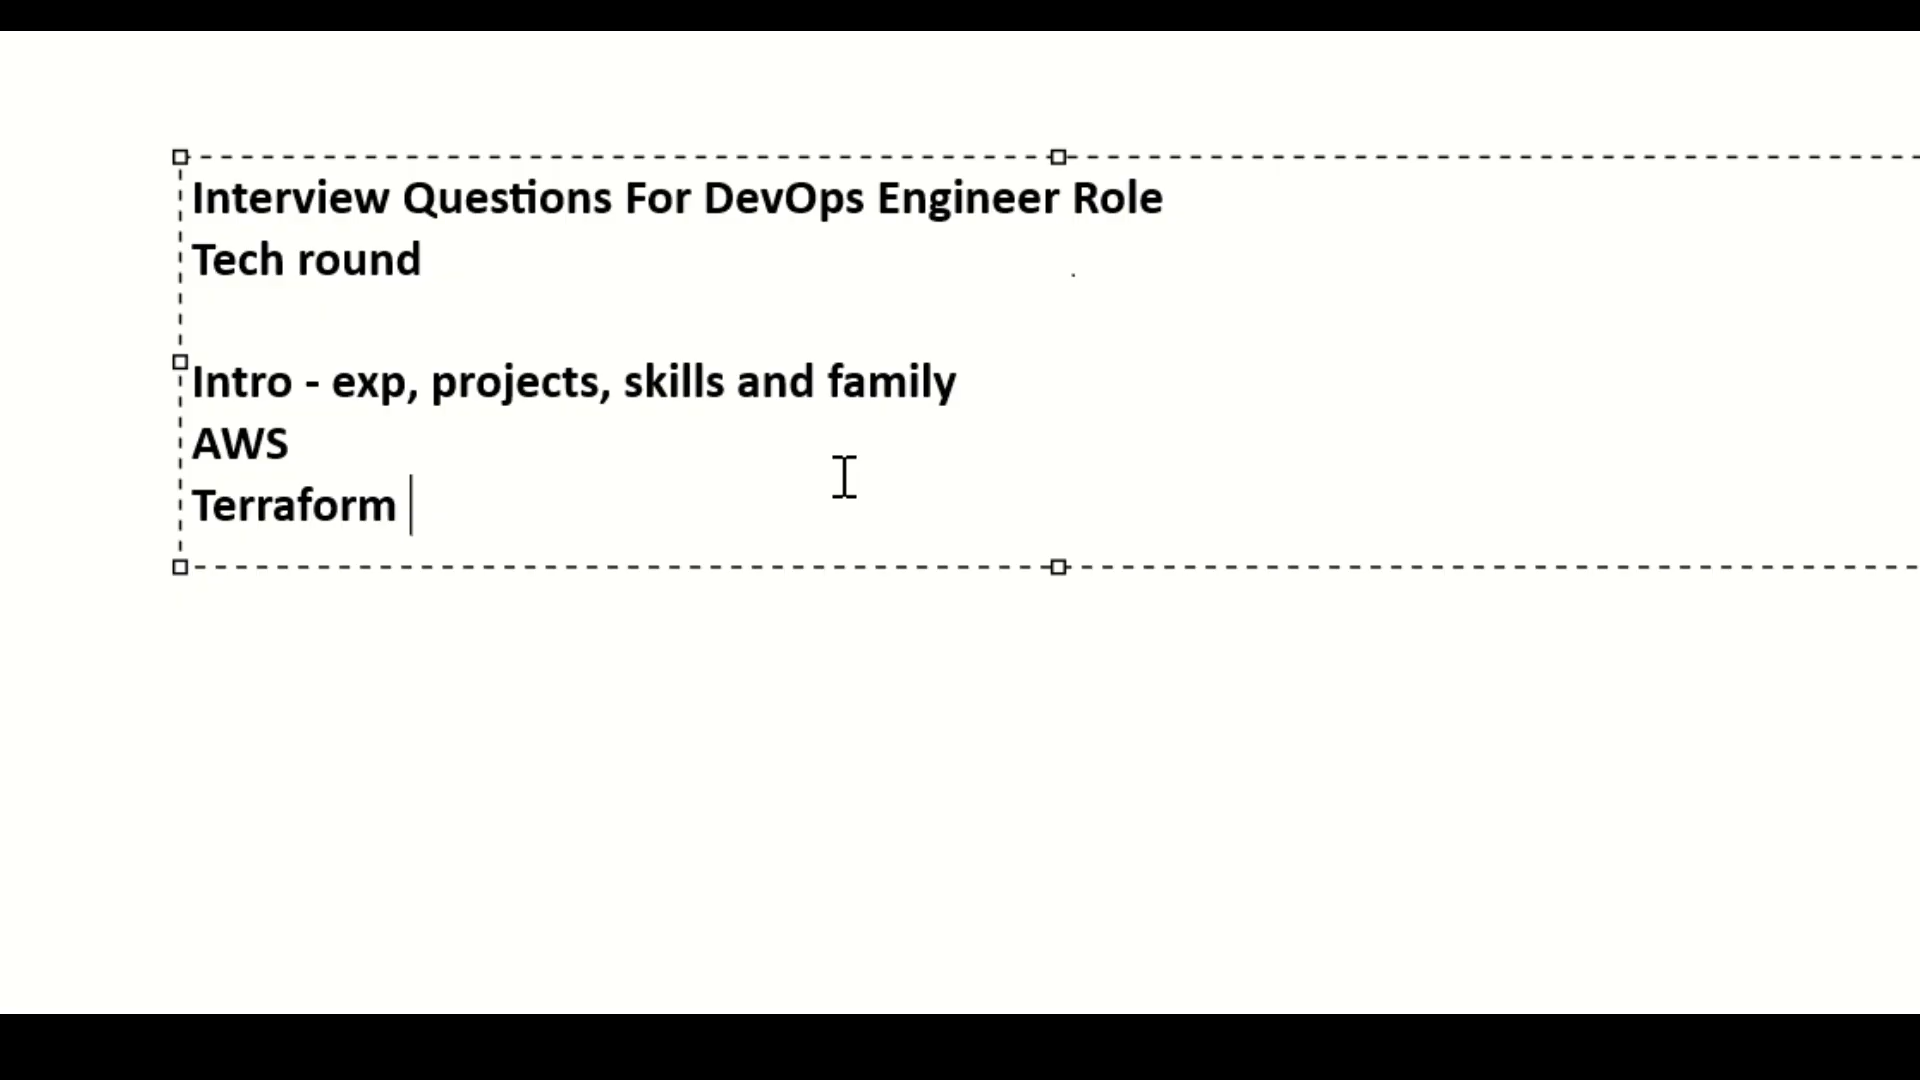 Interview Questions For DevOps Engineer Role
Tech round
Intro - exp, projects, skills and family
AWS
Terraform